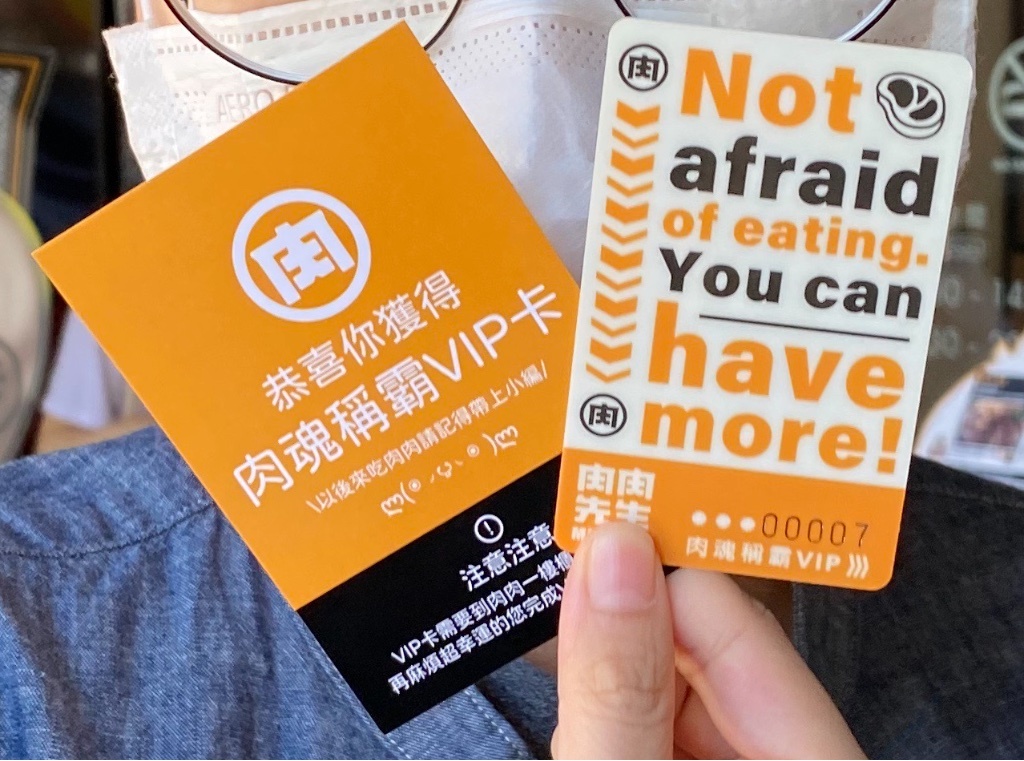 AERO
肉
恭喜你獲得
肉魂稱霸VIP卡
\以後來吃肉肉請記得帶上小編/
!
注意注意
VIP卡需要到肉肉一樓櫃
再麻煩超幸運的您完成
肉
Not
afraid
of eating.
You can
have
more!
肉
肉肉
先生
M
●●●00007
肉魂稱霸VIP